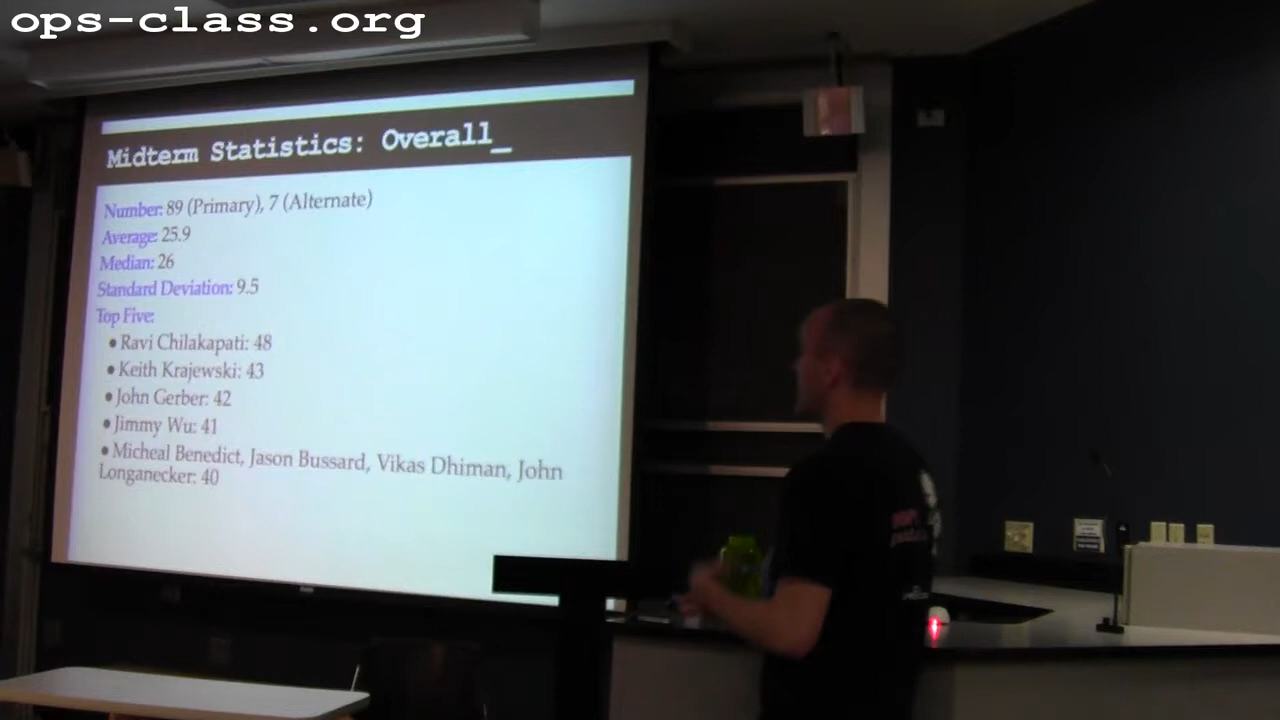 ops-class.org
Midterm Statistics: Overall_
Number: 89 (Primary), 7 (Alternate)
Average: 25.9
Median: 26
Standard Deviation: 9.5
Top Five:
• Ravi Chilakapati: 48
• Keith Krajewski: 43
• John Gerber: 42
• Jimmy Wu: 41
• Micheal Benedict, Jason Bussard, Vikas Dhiman, John
Longanecker: 40